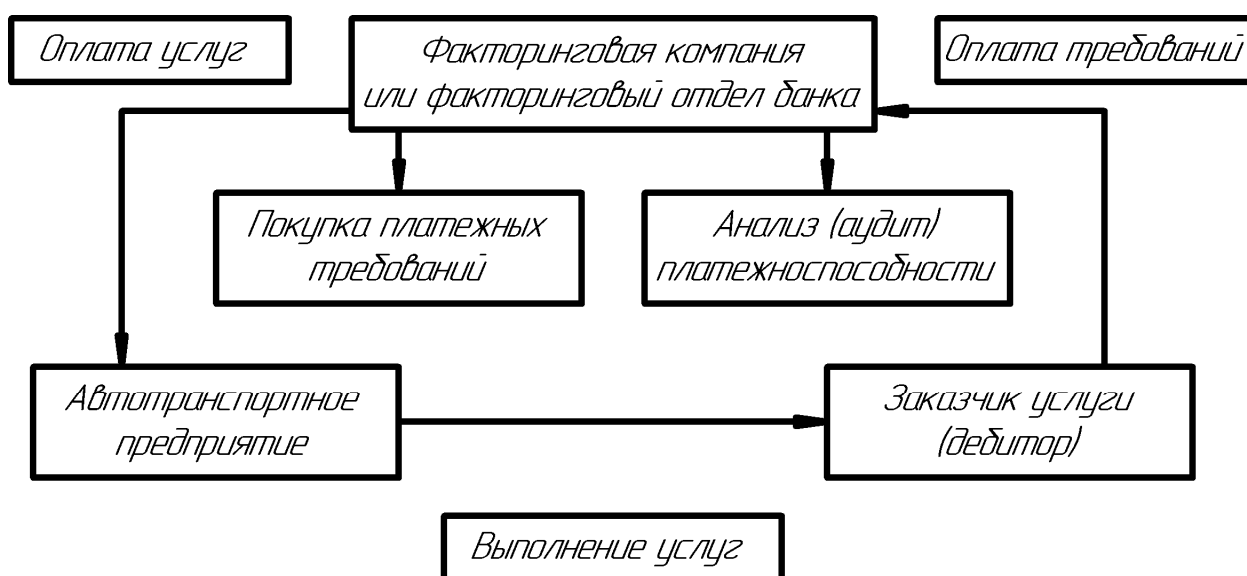 Оплата услуг
Факторинговая компания
или факторинговый отдел банка
Оплата требований
Покупка платежных
требований
Анализ (аудит)
платежноспособности
Автотранспортное
предприятие
Заказчик услуги
(дебитор)
Выполнение услуг